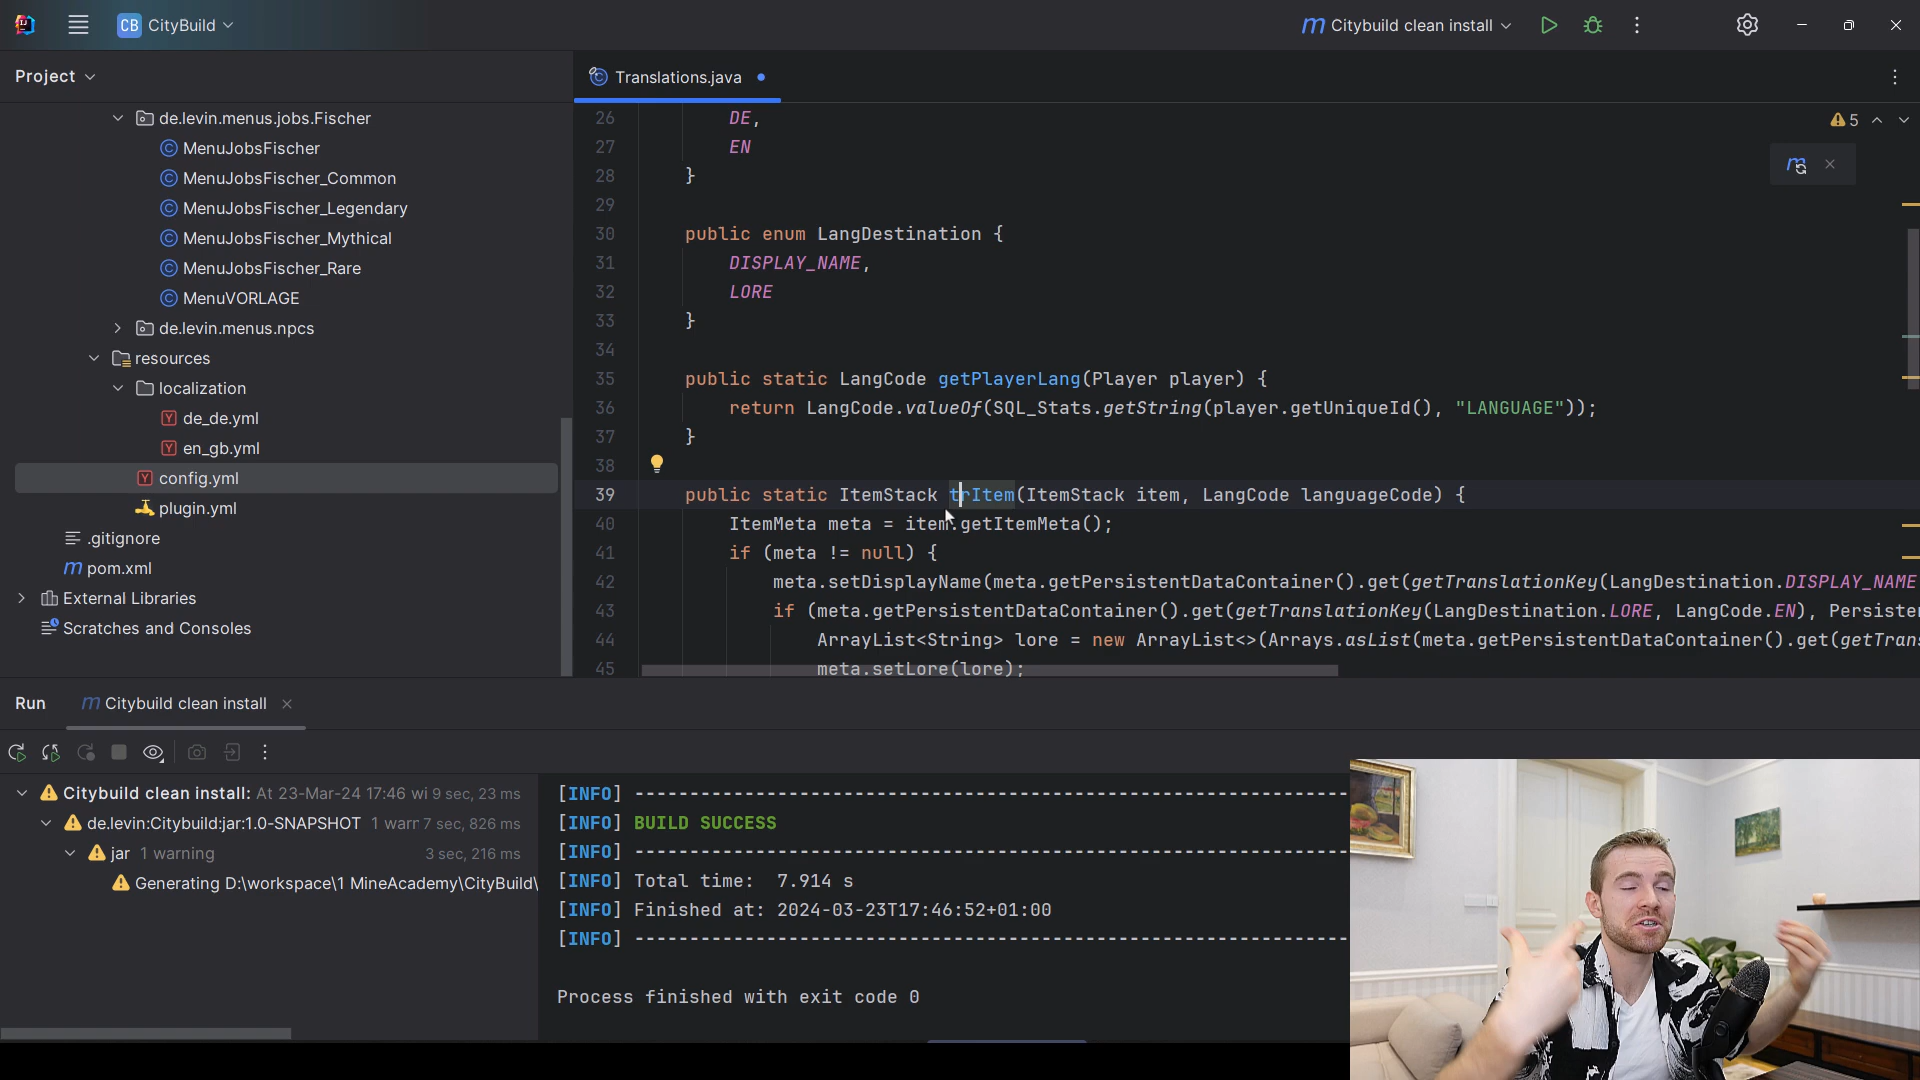 CB CityBuild
Citybuild clean install
Project
Translations.java
de.levin.menus.jobs.Fischer
MenuJobsFischer
MenuJobsFischer_Common
MenuJobsFischer_Legendary
MenuJobsFischer_Mythical
MenuJobsFischer_Rare
MenuVORLAGE
de.levin.menus.npcs
resources
localization
de_de.yml
en_gb.yml
config.yml
plugin.yml
.gitignore
pom.xml
External Libraries
Scratches and Consoles
5
26 DE,
27 EN
28 }
29
30 public enum LangDestination {
31 DISPLAY_NAME,
32 LORE
33 }
34
35 public static LangCode getPlayerLang(Player player) {
36 return LangCode.valueOf(SQL_Stats.getString(player.getUniqueId(), "LANGUAGE"));
37 }
38
39 public static ItemStack trItem(ItemStack item, LangCode languageCode) {
40 ItemMeta meta = item.getItemMeta();
41 if (meta != null) {
42 meta.setDisplayName(meta.getPersistentDataContainer().get(getTranslationKey(LangDestination.DISPLAY_NAME
43 if (meta.getPersistentDataContainer().get(getTranslationKey(LangDestination.LORE, LangCode.EN), Persiste
44 ArrayList<String> lore = new ArrayList<>(Arrays.asList(meta.getPersistentDataContainer().get(getTran
45 meta.setLore(lore);
Run
Citybuild clean install
Citybuild clean install: At 23-Mar-24 17:46 wi 9 sec, 23 ms
de.levin:Citybuild:jar:1.0-SNAPSHOT 1 warr 7 sec, 826 ms
jar 1 warning 3 sec, 216 ms
Generating D:\workspace\1 MineAcademy\CityBuild\
[INFO] ------------------------------------------------------------------
[INFO] BUILD SUCCESS
[INFO] ------------------------------------------------------------------
[INFO] Total time: 7.914 s
[INFO] Finished at: 2024-03-23T17:46:52+01:00
[INFO] ------------------------------------------------------------------
Process finished with exit code 0